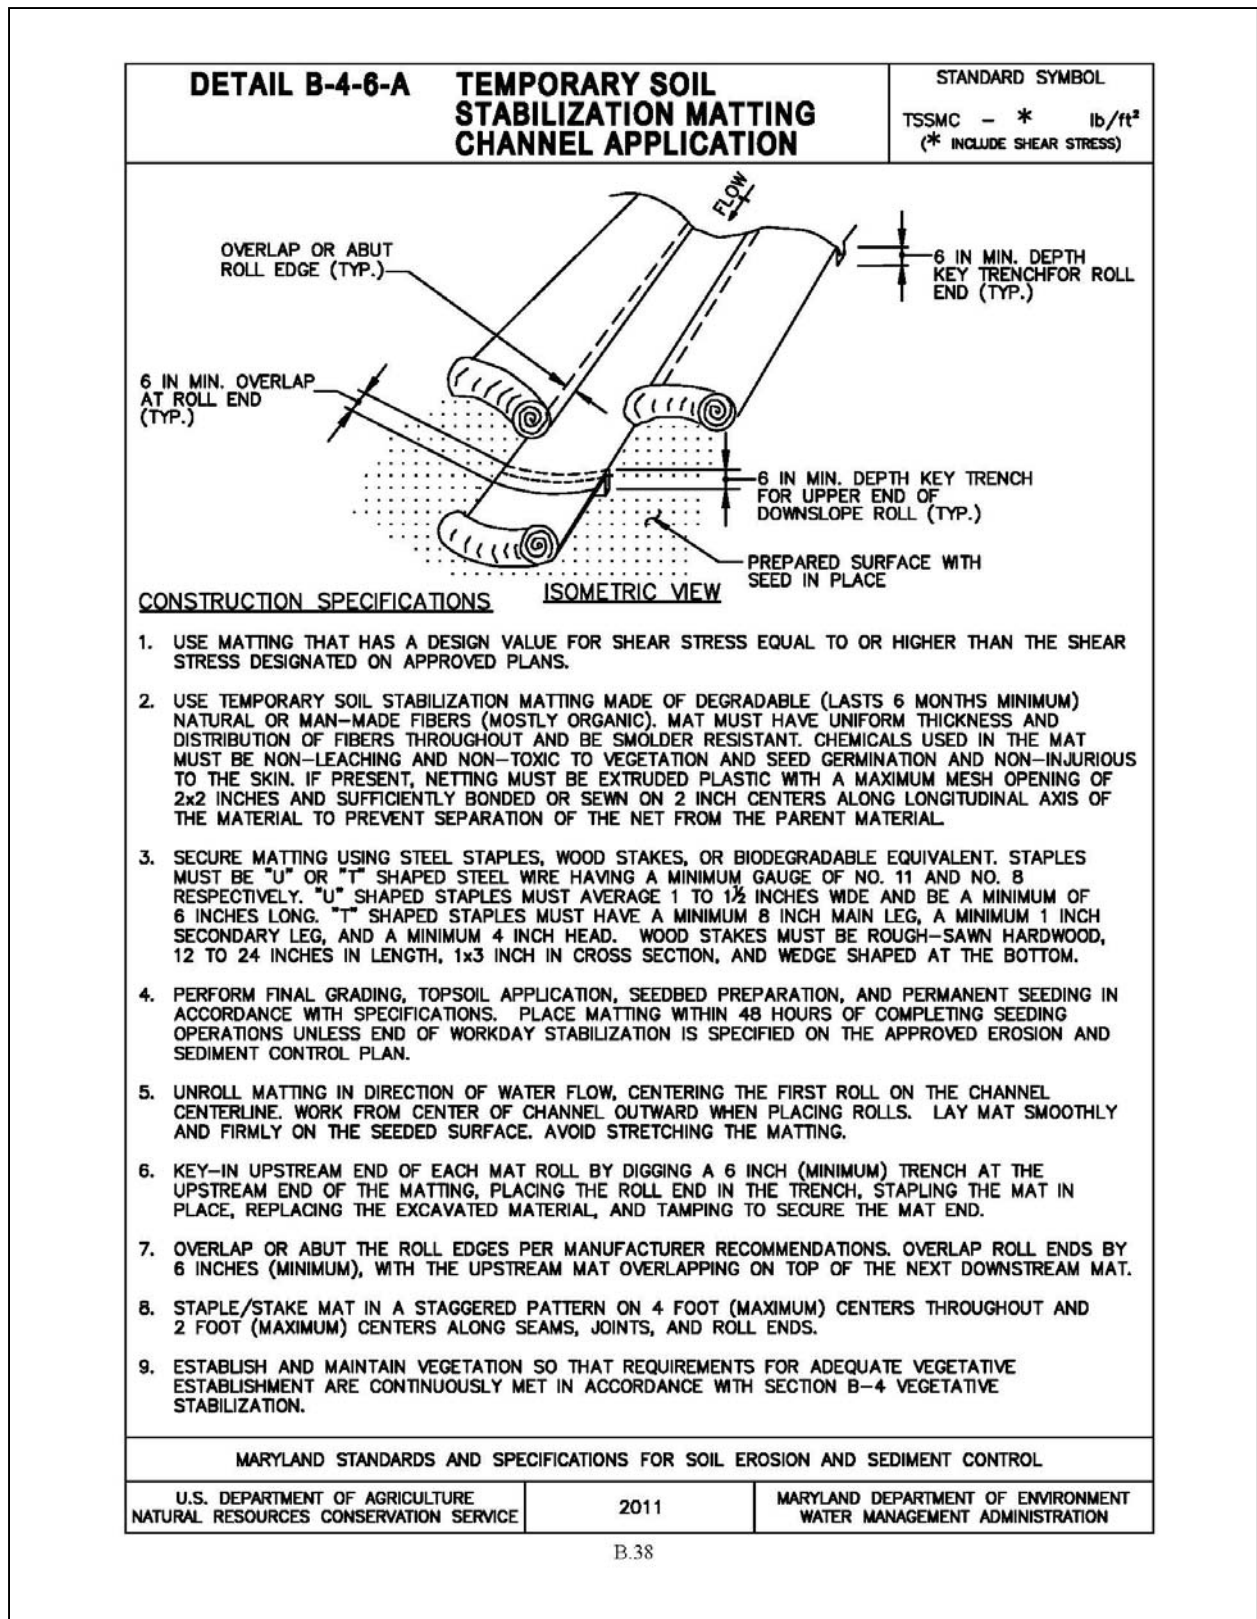 DETAIL B-4-6-A TEMPORARY SOIL
STABILIZATION MATTING
CHANNEL APPLICATION
STANDARD SYMBOL
TSSMC - * lb/ft²
(* INCLUDE SHEAR STRESS)
FLOW
OVERLAP OR ABUT
ROLL EDGE (TYP.)
6 IN MIN. DEPTH
KEY TRENCHFOR ROLL
END (TYP.)
6 IN MIN. OVERLAP
AT ROLL END
(TYP.)
6 IN MIN. DEPTH KEY TRENCH
FOR UPPER END OF
DOWNSLOPE ROLL (TYP.)
PREPARED SURFACE WITH
SEED IN PLACE
ISOMETRIC VIEW
CONSTRUCTION SPECIFICATIONS
1. USE MATTING THAT HAS A DESIGN VALUE FOR SHEAR STRESS EQUAL TO OR HIGHER THAN THE SHEAR
STRESS DESIGNATED ON APPROVED PLANS.
2. USE TEMPORARY SOIL STABILIZATION MATTING MADE OF DEGRADABLE (LASTS 6 MONTHS MINIMUM)
NATURAL OR MAN-MADE FIBERS (MOSTLY ORGANIC). MAT MUST HAVE UNIFORM THICKNESS AND
DISTRIBUTION OF FIBERS THROUGHOUT AND BE SMOLDER RESISTANT. CHEMICALS USED IN THE MAT
MUST BE NON-LEACHING AND NON-TOXIC TO VEGETATION AND SEED GERMINATION AND NON-INJURIOUS
TO THE SKIN. IF PRESENT, NETTING MUST BE EXTRUDED PLASTIC WITH A MAXIMUM MESH OPENING OF
2x2 INCHES AND SUFFICIENTLY BONDED OR SEWN ON 2 INCH CENTERS ALONG LONGITUDINAL AXIS OF
THE MATERIAL TO PREVENT SEPARATION OF THE NET FROM THE PARENT MATERIAL.
3. SECURE MATTING USING STEEL STAPLES, WOOD STAKES, OR BIODEGRADABLE EQUIVALENT. STAPLES
MUST BE "U" OR "T" SHAPED STEEL WIRE HAVING A MINIMUM GAUGE OF NO. 11 AND NO. 8
RESPECTIVELY. "U" SHAPED STAPLES MUST AVERAGE 1 TO 1½ INCHES WIDE AND BE A MINIMUM OF
6 INCHES LONG. "T" SHAPED STAPLES MUST HAVE A MINIMUM 8 INCH MAIN LEG, A MINIMUM 1 INCH
SECONDARY LEG, AND A MINIMUM 4 INCH HEAD. WOOD STAKES MUST BE ROUGH-SAWN HARDWOOD,
12 TO 24 INCHES IN LENGTH, 1x3 INCH IN CROSS SECTION, AND WEDGE SHAPED AT THE BOTTOM.
4. PERFORM FINAL GRADING, TOPSOIL APPLICATION, SEEDBED PREPARATION, AND PERMANENT SEEDING IN
ACCORDANCE WITH SPECIFICATIONS. PLACE MATTING WITHIN 48 HOURS OF COMPLETING SEEDING
OPERATIONS UNLESS END OF WORKDAY STABILIZATION IS SPECIFIED ON THE APPROVED EROSION AND
SEDIMENT CONTROL PLAN.
5. UNROLL MATTING IN DIRECTION OF WATER FLOW, CENTERING THE FIRST ROLL ON THE CHANNEL
CENTERLINE. WORK FROM CENTER OF CHANNEL OUTWARD WHEN PLACING ROLLS. LAY MAT SMOOTHLY
AND FIRMLY ON THE SEEDED SURFACE. AVOID STRETCHING THE MATTING.
6. KEY-IN UPSTREAM END OF EACH MAT ROLL BY DIGGING A 6 INCH (MINIMUM) TRENCH AT THE
UPSTREAM END OF THE MATTING, PLACING THE ROLL END IN THE TRENCH, STAPLING THE MAT IN
PLACE, REPLACING THE EXCAVATED MATERIAL, AND TAMPING TO SECURE THE MAT END.
7. OVERLAP OR ABUT THE ROLL EDGES PER MANUFACTURER RECOMMENDATIONS. OVERLAP ROLL ENDS BY
6 INCHES (MINIMUM), WITH THE UPSTREAM MAT OVERLAPPING ON TOP OF THE NEXT DOWNSTREAM MAT.
8. STAPLE/STAKE MAT IN A STAGGERED PATTERN ON 4 FOOT (MAXIMUM) CENTERS THROUGHOUT AND
2 FOOT (MAXIMUM) CENTERS ALONG SEAMS, JOINTS, AND ROLL ENDS.
9. ESTABLISH AND MAINTAIN VEGETATION SO THAT REQUIREMENTS FOR ADEQUATE VEGETATIVE
ESTABLISHMENT ARE CONTINUOUSLY MET IN ACCORDANCE WITH SECTION B-4 VEGETATIVE
STABILIZATION.
MARYLAND STANDARDS AND SPECIFICATIONS FOR SOIL EROSION AND SEDIMENT CONTROL
U.S. DEPARTMENT OF AGRICULTURE
NATURAL RESOURCES CONSERVATION SERVICE
2011
MARYLAND DEPARTMENT OF ENVIRONMENT
WATER MANAGEMENT ADMINISTRATION
B.38